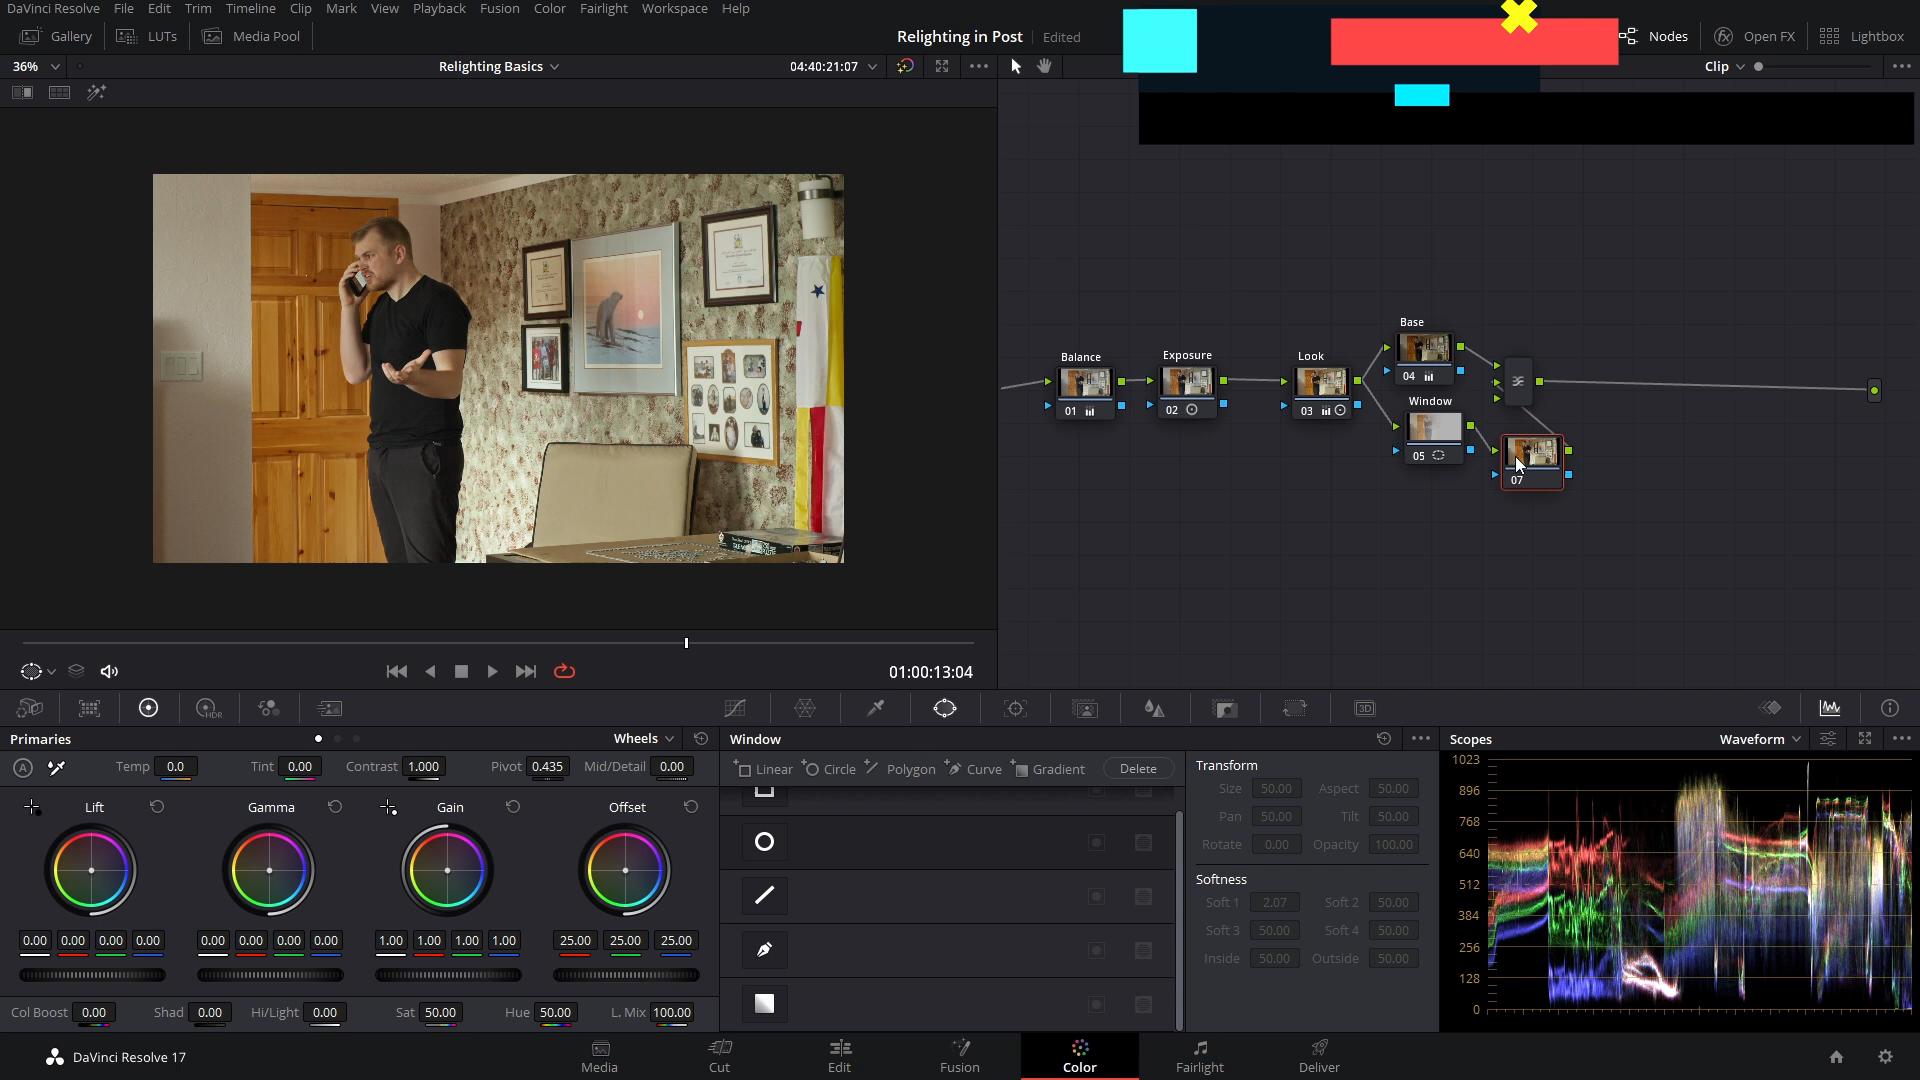 DaVinci Resolve File Edit Trim Timeline Clip Mark View Playback Fusion Color Fairlight Workspace Help
Gallery LUTs Media Pool Relighting in Post Edited Nodes Open FX Lightbox
36% Relighting Basics 04:40:21:07 Clip
Base
04
Balance Exposure Look
01 02 03
Window
05
07
01:00:13:04
HDR 3D
Primaries Wheels Window Scopes Waveform
A Temp 0.0 Tint 0.00 Contrast 1.000 Pivot 0.435 Mid/Detail 0.00
Linear Circle Polygon Curve Gradient Delete
Transform
Size 50.00 Aspect 50.00
Pan 50.00 Tilt 50.00
Rotate 0.00 Opacity 100.00
Softness
Soft 1 2.07 Soft 2 50.00
Soft 3 50.00 Soft 4 50.00
Inside 50.00 Outside 50.00
Lift Gamma Gain Offset
0.00 0.00 0.00 0.00 0.00 0.00 0.00 0.00 1.00 1.00 1.00 1.00 25.00 25.00 25.00
Col Boost 0.00 Shad 0.00 Hi/Light 0.00 Sat 50.00 Hue 50.00 L. Mix 100.00
1023
896
768
640
512
384
256
128
0
DaVinci Resolve 17
Media Cut Edit Fusion Color Fairlight Deliver